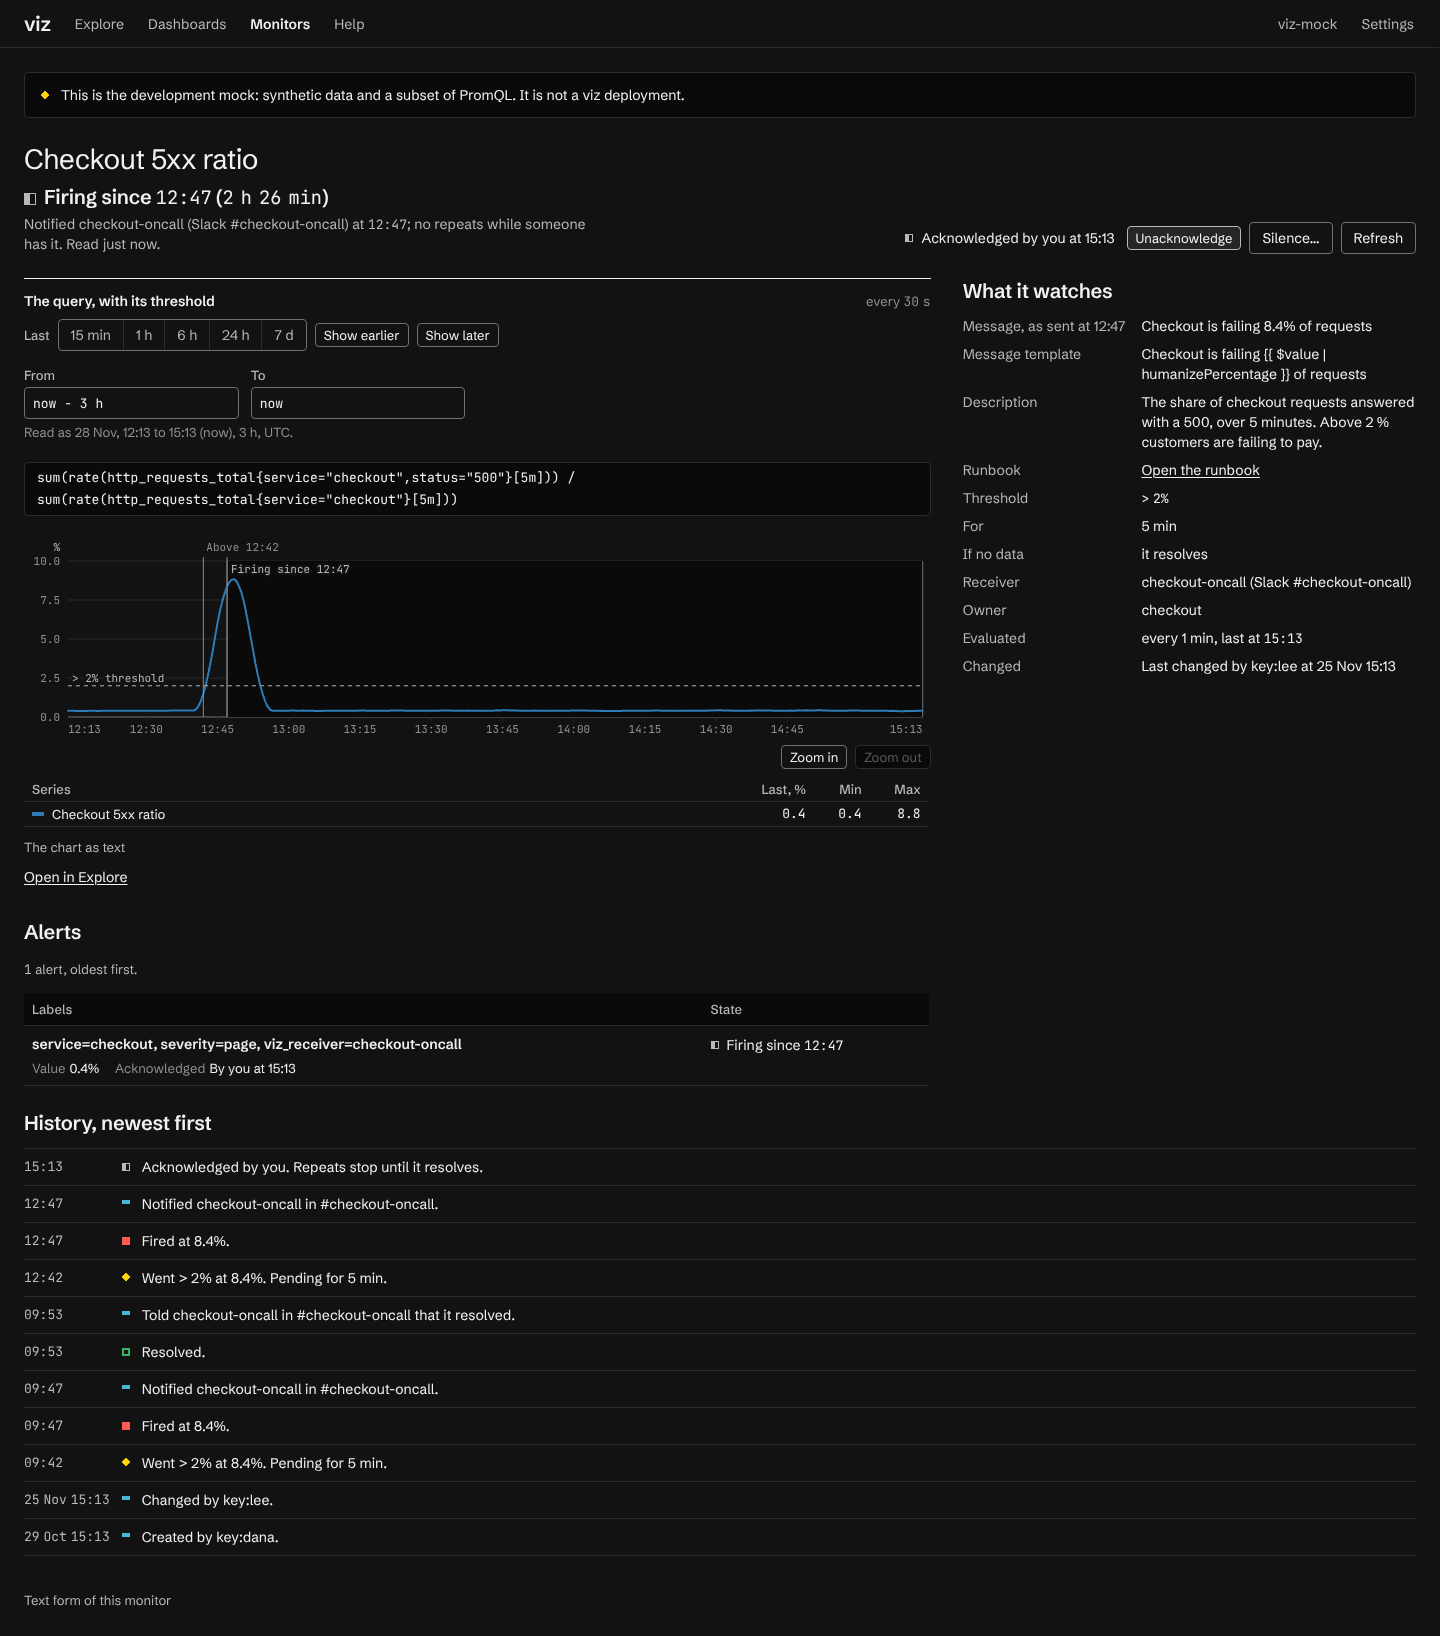 viz Explore Dashboards Monitors Help viz-mock Settings
This is the development mock: synthetic data and a subset of PromQL. It is not a viz deployment.
Checkout 5xx ratio
Firing since 12:47 (2 h 26 min)
Notified checkout-oncall (Slack #checkout-oncall) at 12:47; no repeats while someone
has it. Read just now.
Acknowledged by you at 15:13 Unacknowledge Silence... Refresh
The query, with its threshold every 30 s
Last 15 min 1 h 6 h 24 h 7 d Show earlier Show later
From To
now - 3 h now
Read as 28 Nov, 12:13 to 15:13 (now), 3 h, UTC.
sum(rate(http_requests_total{service="checkout",status="500"}[5m])) /
sum(rate(http_requests_total{service="checkout"}[5m]))
% Above 12:42
10.0 Firing since 12:47
7.5
5.0
2.5 > 2% threshold
0.0
12:13 12:30 12:45 13:00 13:15 13:30 13:45 14:00 14:15 14:30 14:45 15:13
Zoom in Zoom out
Series Last, % Min Max
Checkout 5xx ratio 0.4 0.4 8.8
The chart as text
Open in Explore
What it watches
Message, as sent at 12:47 Checkout is failing 8.4% of requests
Message template Checkout is failing {{ $value |
humanizePercentage }} of requests
Description The share of checkout requests answered
with a 500, over 5 minutes. Above 2 %
customers are failing to pay.
Runbook Open the runbook
Threshold > 2%
For 5 min
If no data it resolves
Receiver checkout-oncall (Slack #checkout-oncall)
Owner checkout
Evaluated every 1 min, last at 15:13
Changed Last changed by key:lee at 25 Nov 15:13
Alerts
1 alert, oldest first.
Labels State
service=checkout, severity=page, viz_receiver=checkout-oncall Firing since 12:47
Value 0.4% Acknowledged By you at 15:13
History, newest first
15:13 Acknowledged by you. Repeats stop until it resolves.
12:47 Notified checkout-oncall in #checkout-oncall.
12:47 Fired at 8.4%.
12:42 Went > 2% at 8.4%. Pending for 5 min.
09:53 Told checkout-oncall in #checkout-oncall that it resolved.
09:53 Resolved.
09:47 Notified checkout-oncall in #checkout-oncall.
09:47 Fired at 8.4%.
09:42 Went > 2% at 8.4%. Pending for 5 min.
25 Nov 15:13 Changed by key:lee.
29 Oct 15:13 Created by key:dana.
Text form of this monitor